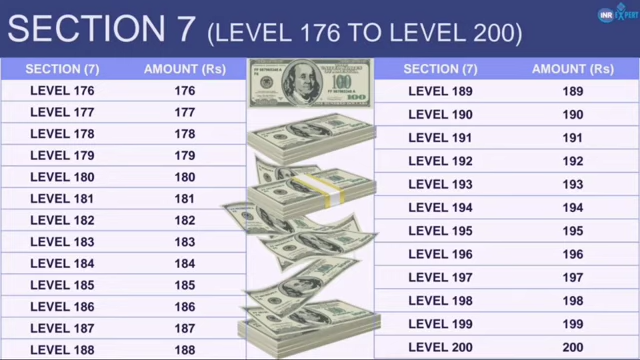 SECTION 7 (LEVEL 176 TO LEVEL 200)
INR EXPERT
SECTION (7) AMOUNT (Rs)
LEVEL 176 176
LEVEL 177 177
LEVEL 178 178
LEVEL 179 179
LEVEL 180 180
LEVEL 181 181
LEVEL 182 182
LEVEL 183 183
LEVEL 184 184
LEVEL 185 185
LEVEL 186 186
LEVEL 187 187
LEVEL 188 188
100
100
SECTION (7) AMOUNT (Rs)
LEVEL 189 189
LEVEL 190 190
LEVEL 191 191
LEVEL 192 192
LEVEL 193 193
LEVEL 194 194
LEVEL 195 195
LEVEL 196 196
LEVEL 197 197
LEVEL 198 198
LEVEL 199 199
LEVEL 200 200